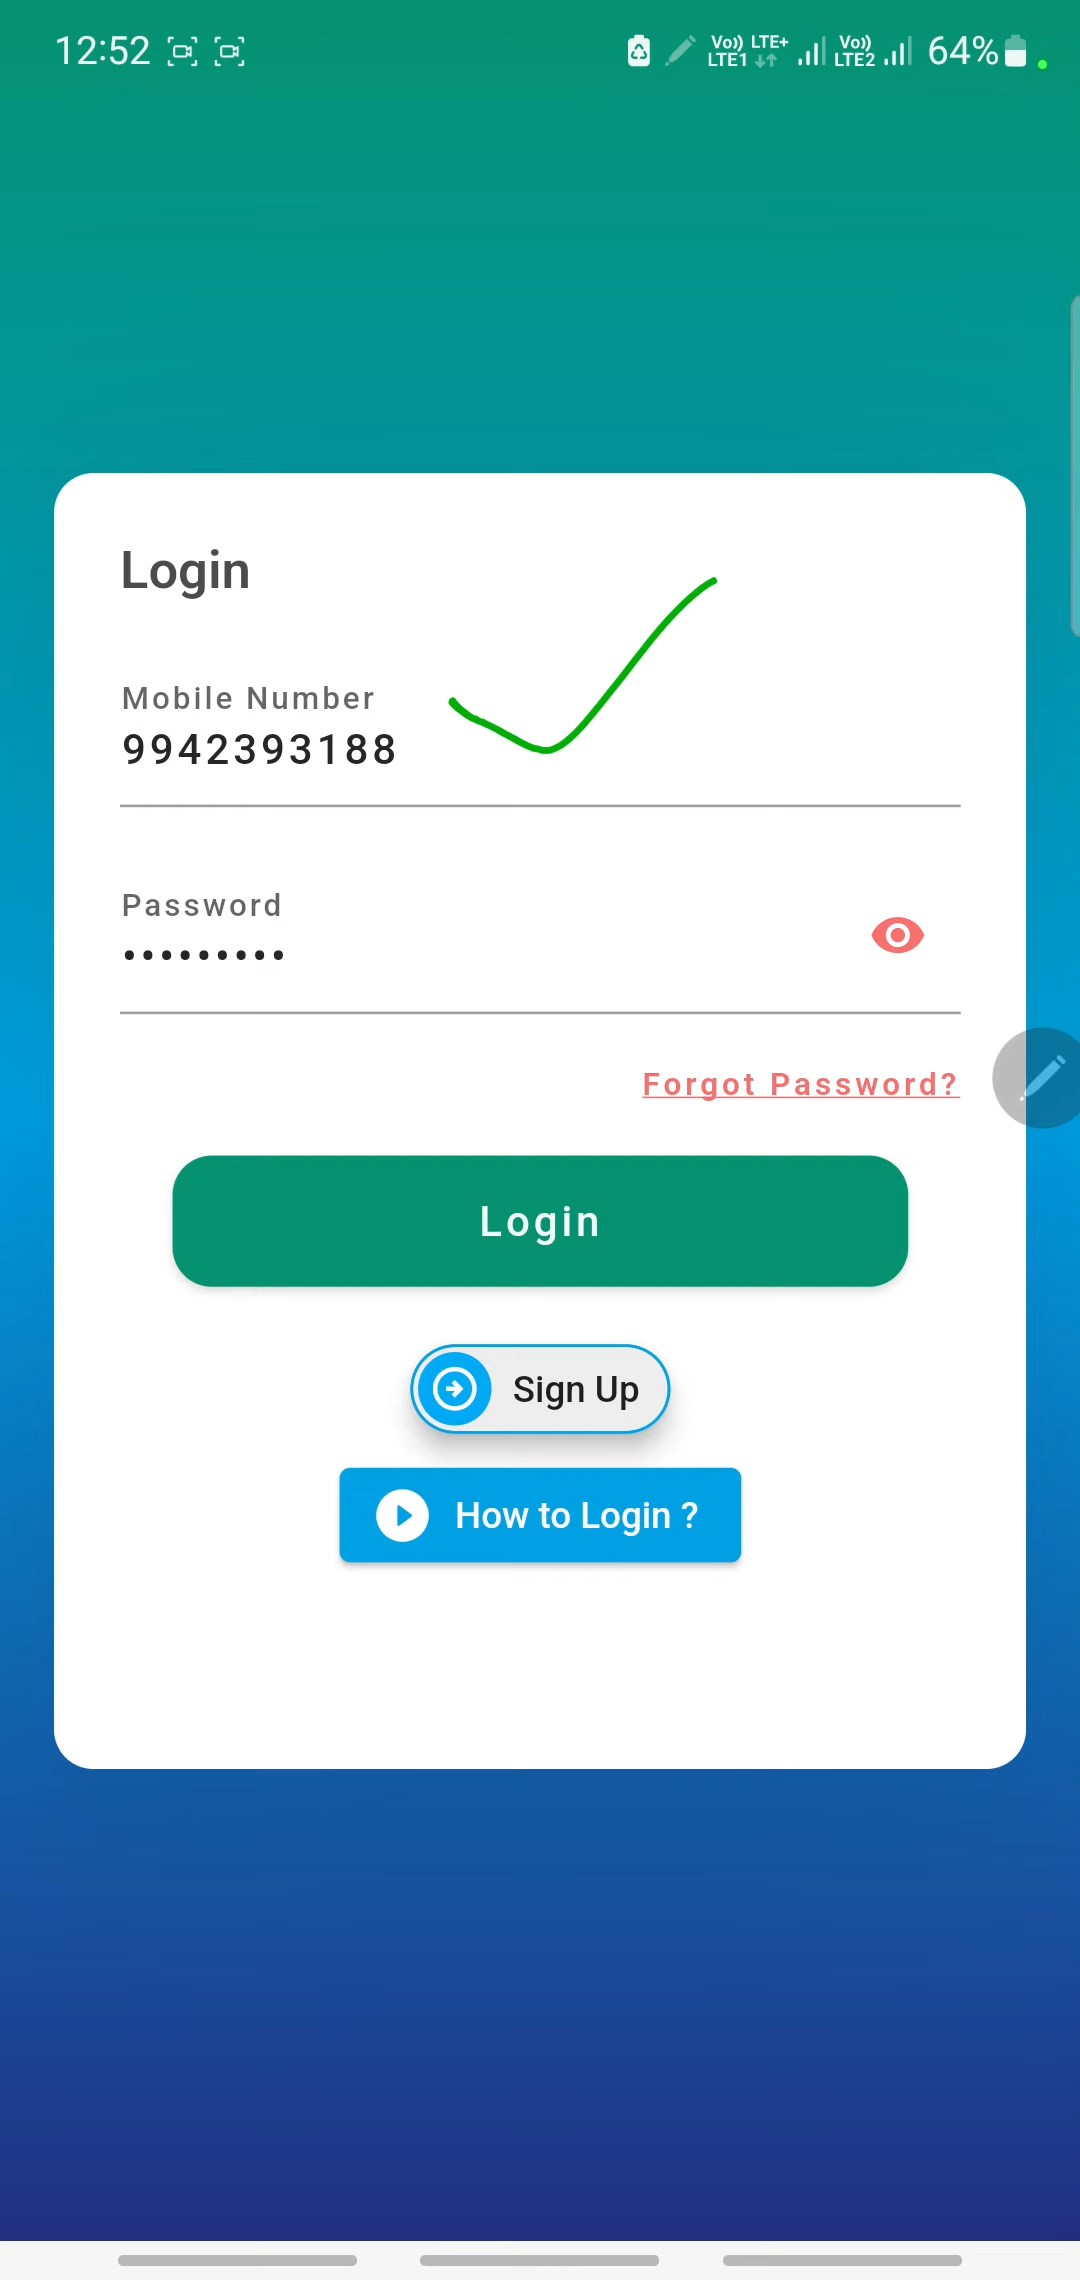 12:52 Vo)) LTE+ LTE1 Vo)) LTE2 64%
Login
Mobile Number
9942393188
Password
•••••••••
Forgot Password?
Login
Sign Up
How to Login ?